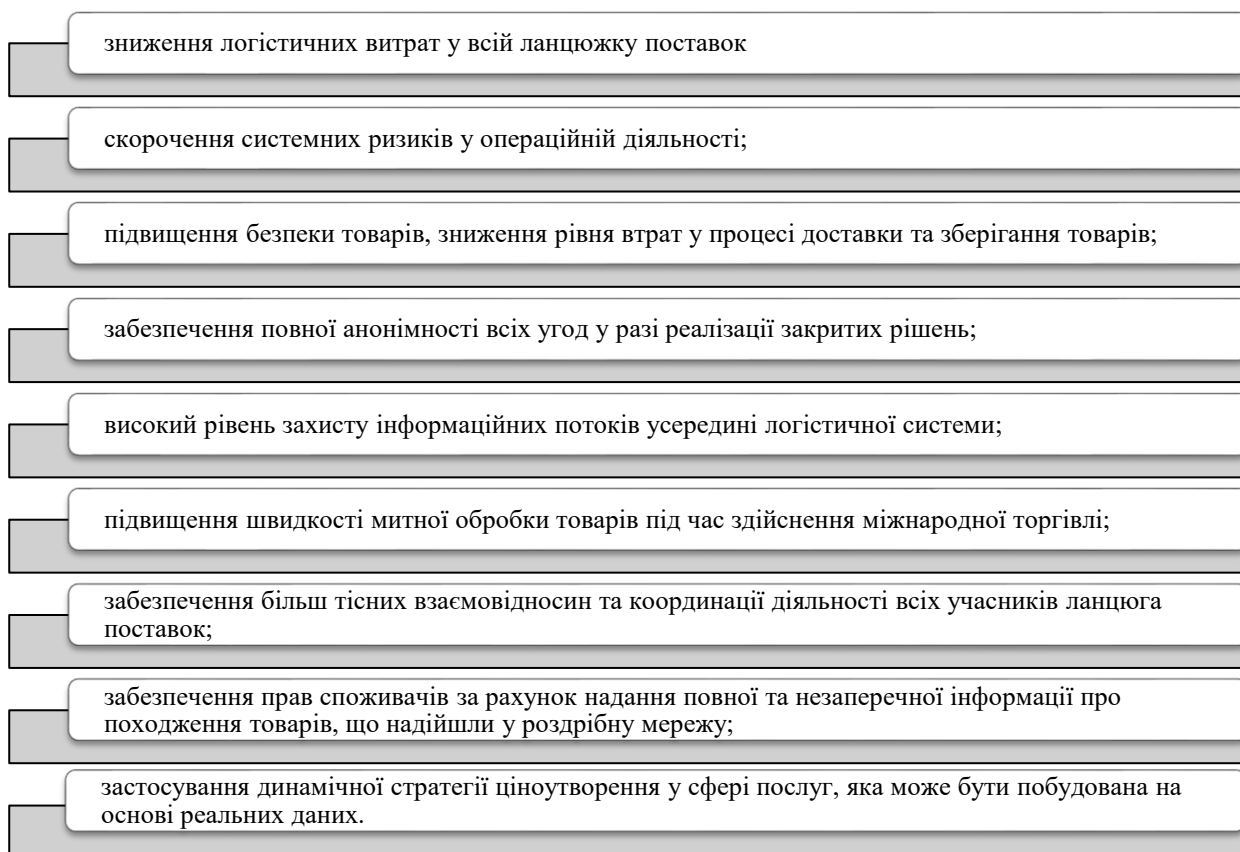 зниження логістичних витрат у всій ланцюжку поставок
скорочення системних ризиків у операційній діяльності;
підвищення безпеки товарів, зниження рівня втрат у процесі доставки та зберігання товарів;
забезпечення повної анонімності всіх угод у разі реалізації закритих рішень;
високий рівень захисту інформаційних потоків усередині логістичної системи;
підвищення швидкості митної обробки товарів під час здійснення міжнародної торгівлі;
забезпечення більш тісних взаємовідносин та координації діяльності всіх учасників ланцюга
поставок;
забезпечення прав споживачів за рахунок надання повної та незаперечної інформації про
походження товарів, що надійшли у роздрібну мережу;
застосування динамічної стратегії ціноутворення у сфері послуг, яка може бути побудована на
основі реальних даних.